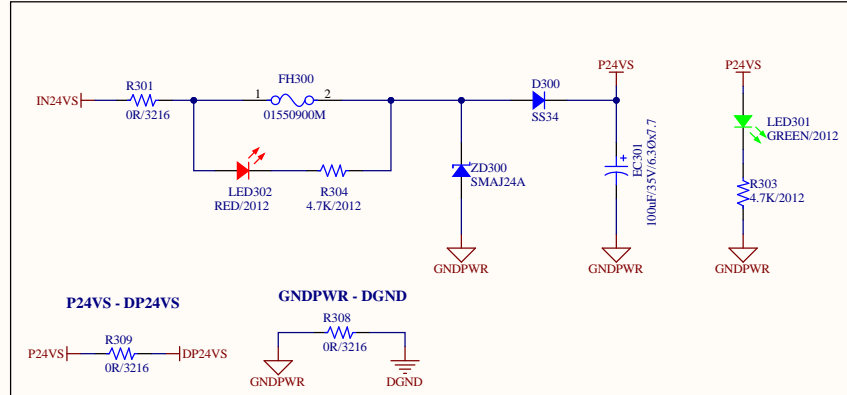 P24VS
P24VS
R301
FH300
D300
IN24VS
1
2
0R/3216
01550900M
SS34
LED301
GREEN/2012
ZD300
SMAJ24A
EC301
100uF/35V/6.3Øx7.7
LED302
RED/2012
R304
4.7K/2012
R303
4.7K/2012
GNDPWR
GNDPWR
GNDPWR
P24VS - DP24VS
GNDPWR - DGND
R309
R308
P24VS
DP24VS
0R/3216
0R/3216
GNDPWR
DGND